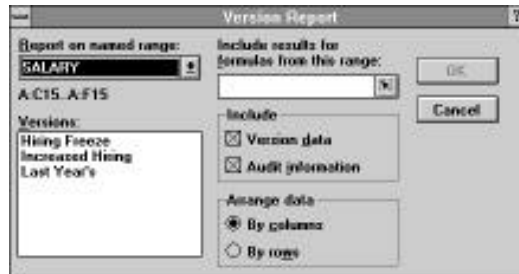 Version Report
?
Report on named range:
SALARY
A:C15..A:F15
Versions:
Hiring Freeze
Increased Hiring
Last Year's
Include results for
formulas from this range:
Include
Version data
Audit information
Arrange data
By columns
By rows
OK
Cancel